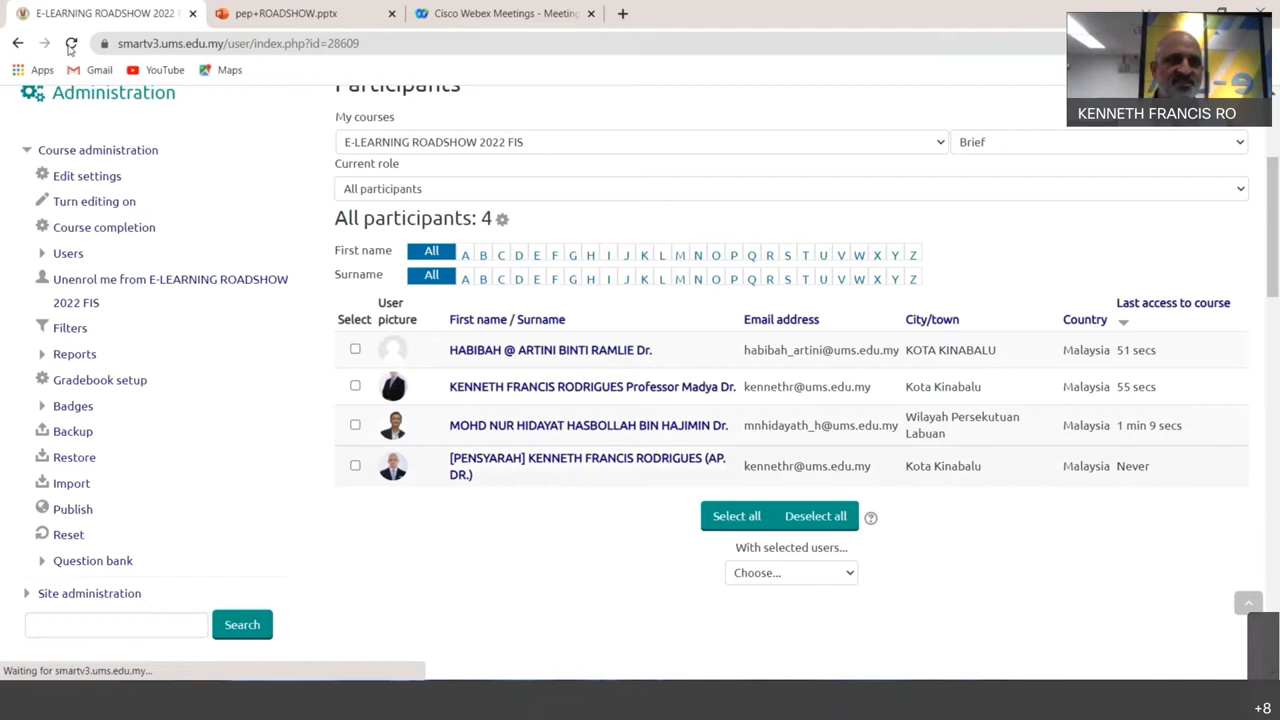 E-LEARNING ROADSHOW 2022 F
pep+ROADSHOW.pptx
Cisco Webex Meetings - Meeting
smartv3.ums.edu.my/user/index.php?id=28609
Apps
Gmail
YouTube
Maps
KENNETH FRANCIS RO
Administration
Course administration
Edit settings
Turn editing on
Course completion
Users
Unenrol me from E-LEARNING ROADSHOW
2022 FIS
Filters
Reports
Gradebook setup
Badges
Backup
Restore
Import
Publish
Reset
Question bank
Site administration
Search
Participants
My courses
E-LEARNING ROADSHOW 2022 FIS
Brief
Current role
All participants
All participants: 4
First name All A B C D E F G H I J K L M N O P Q R S T U V W X Y Z
Surname All A B C D E F G H I J K L M N O P Q R S T U V W X Y Z
Select
User
picture
First name / Surname
Email address
City/town
Country
Last access to course
HABIBAH @ ARTINI BINTI RAMLIE Dr. habibah_artini@ums.edu.my KOTA KINABALU Malaysia 51 secs
KENNETH FRANCIS RODRIGUES Professor Madya Dr. kennethr@ums.edu.my Kota Kinabalu Malaysia 55 secs
MOHD NUR HIDAYAT HASBOLLAH BIN HAJIMIN Dr. mnhidayath_h@ums.edu.my Wilayah Persekutuan
Labuan
Malaysia 1 min 9 secs
[PENSYARAH] KENNETH FRANCIS RODRIGUES (AP.
DR.)
kennethr@ums.edu.my Kota Kinabalu Malaysia Never
Select all
Deselect all
With selected users...
Choose...
Waiting for smartv3.ums.edu.my...
+8